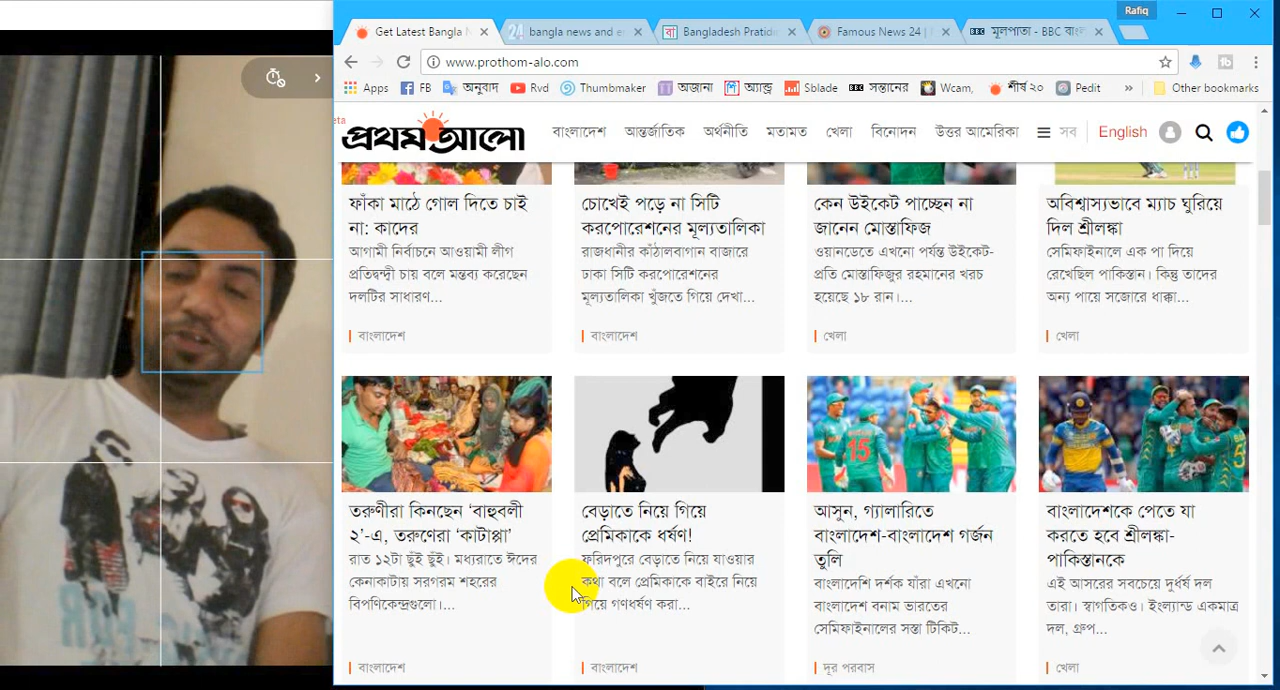 Rafiq
Get Latest Bangla N
bangla news and e
Bangladesh Pratidin
Famous News 24 |
মূলপাতা - BBC বাংল
www.prothom-alo.com
Apps FB অনুবাদ Rvd Thumbmaker অজানা অ্যান্ড্র Sblade সন্তানের Wcam, শীর্ষ ২০ Pedit » Other bookmarks
eta
প্রথম আলো
বাংলাদেশ আন্তর্জাতিক অর্থনীতি মতামত খেলা বিনোদন উত্তর আমেরিকা সব English
ফাঁকা মাঠে গোল দিতে চাই
না: কাদের
আগামী নির্বাচনে আওয়ামী লীগ
প্রতিদ্বন্দ্বী চায় বলে মন্তব্য করেছেন
দলটির সাধারণ...
বাংলাদেশ
চোখেই পড়ে না সিটি
করপোরেশনের মূল্যতালিকা
রাজধানীর কাঁঠালবাগান বাজারে
ঢাকা সিটি করপোরেশনের
মূল্যতালিকা খুঁজতে গিয়ে দেখা...
বাংলাদেশ
কেন উইকেট পাচ্ছেন না
জানেন মোস্তাফিজ
ওয়ানডেতে এখনো পর্যন্ত উইকেট-
প্রতি মোস্তাফিজুর রহমানের খরচ
হয়েছে ১৮ রান।...
খেলা
অবিশ্বাস্যভাবে ম্যাচ ঘুরিয়ে
দিল শ্রীলঙ্কা
সেমিফাইনালে এক পা দিয়ে
রেখেছিল পাকিস্তান। কিন্তু তাদের
অন্য পায়ে সজোরে ধাক্কা...
খেলা
তরুণীরা কিনছেন ‘বাহুবলী
২’-এ, তরুণেরা ‘কাটাপ্পা’
রাত ১২টা ছুঁই ছুঁই। মধ্যরাতে ঈদের
কেনাকাটায় সরগরম শহরের
বিপণিকেন্দ্রগুলো।...
বাংলাদেশ
বেড়াতে নিয়ে গিয়ে
প্রেমিকাকে ধর্ষণ!
ফরিদপুরে বেড়াতে নিয়ে যাওয়ার
কথা বলে প্রেমিকাকে বাইরে নিয়ে
গিয়ে গণধর্ষণ করা...
বাংলাদেশ
আসুন, গ্যালারিতে
বাংলাদেশ-বাংলাদেশ গর্জন
তুলি
বাংলাদেশি দর্শক যাঁরা এখনো
বাংলাদেশ বনাম ভারতের
সেমিফাইনালের সস্তা টিকিট...
দূর পরবাস
বাংলাদেশকে পেতে যা
করতে হবে শ্রীলঙ্কা-
পাকিস্তানকে
এই আসরের সবচেয়ে দুর্ধর্ষ দল
তারা। স্বাগতিকও। ইংল্যান্ড একমাত্র
দল, গ্রুপ...
খেলা